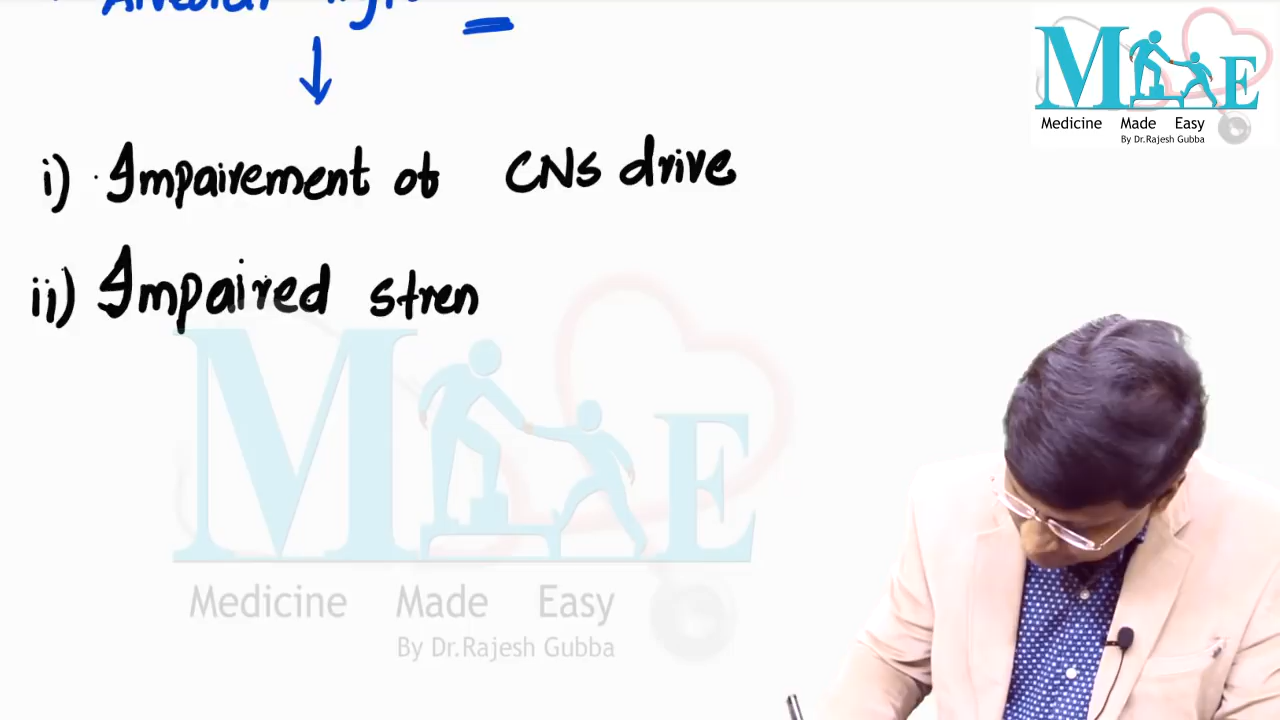 Alveolar
i) Impairement of CNS drive
ii) Impaired stren
M E
Medicine Made Easy
By Dr.Rajesh Gubba
M E
Medicine Made Easy
By Dr.Rajesh Gubba